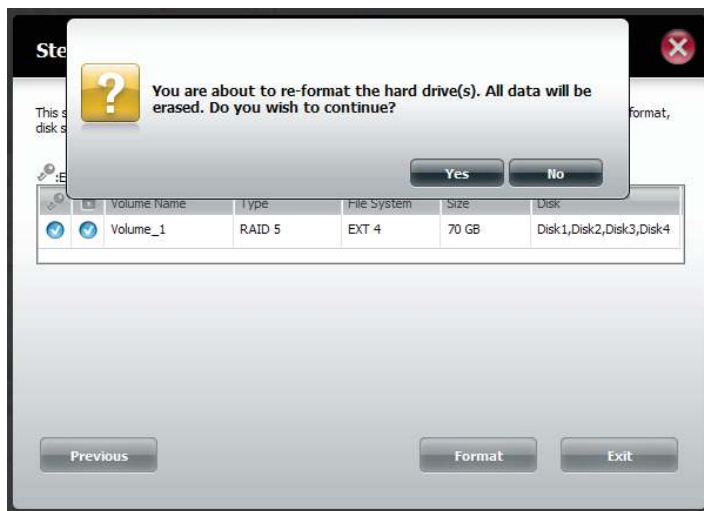 Ste
You are about to re-format the hard drive(s). All data will be
erased. Do you wish to continue?
This s
format,
disk s
Yes No
:E
Volume Name Type File System Size Disk
Volume_1 RAID 5 EXT 4 70 GB Disk1,Disk2,Disk3,Disk4
Previous Format Exit